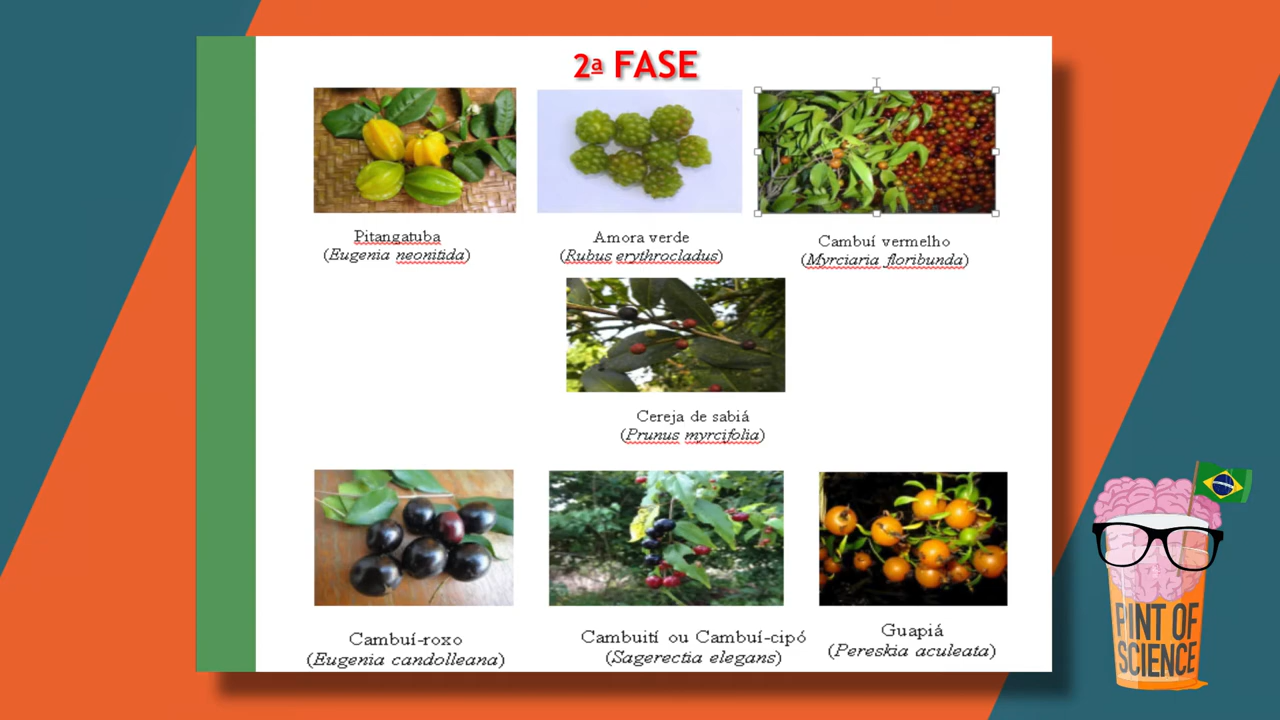 2ª FASE
Pitangatuba
(Eugenia neonitida)
Amora verde
(Rubus erythrocladus)
Cambuí vermelho
(Myrciaria floribunda)
Cereja de sabiá
(Prunus myrcifolia)
Cambuí-roxo
(Eugenia candolleana)
Cambuití ou Cambuí-cipó
(Sagerectia elegans)
Guapiá
(Pereskia aculeata)
PINT OF
SCIENCE